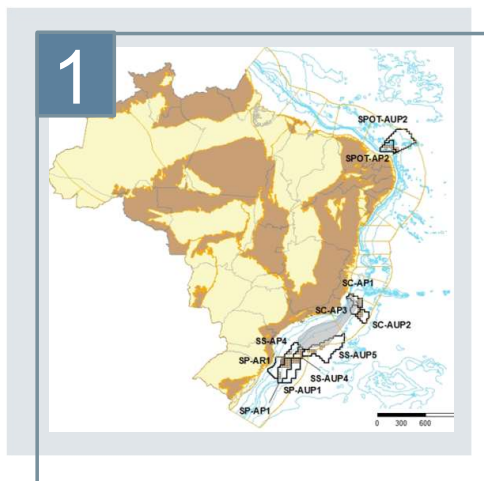 1
SPOT-AUP2
SPOT-AP2
SC-AP1
SC-AP3
SC-AUP2
SS-AP4
SS-AUP5
SP-AR1
SS-AUP4
SP-AUP1
SP-AP1
0 300 600